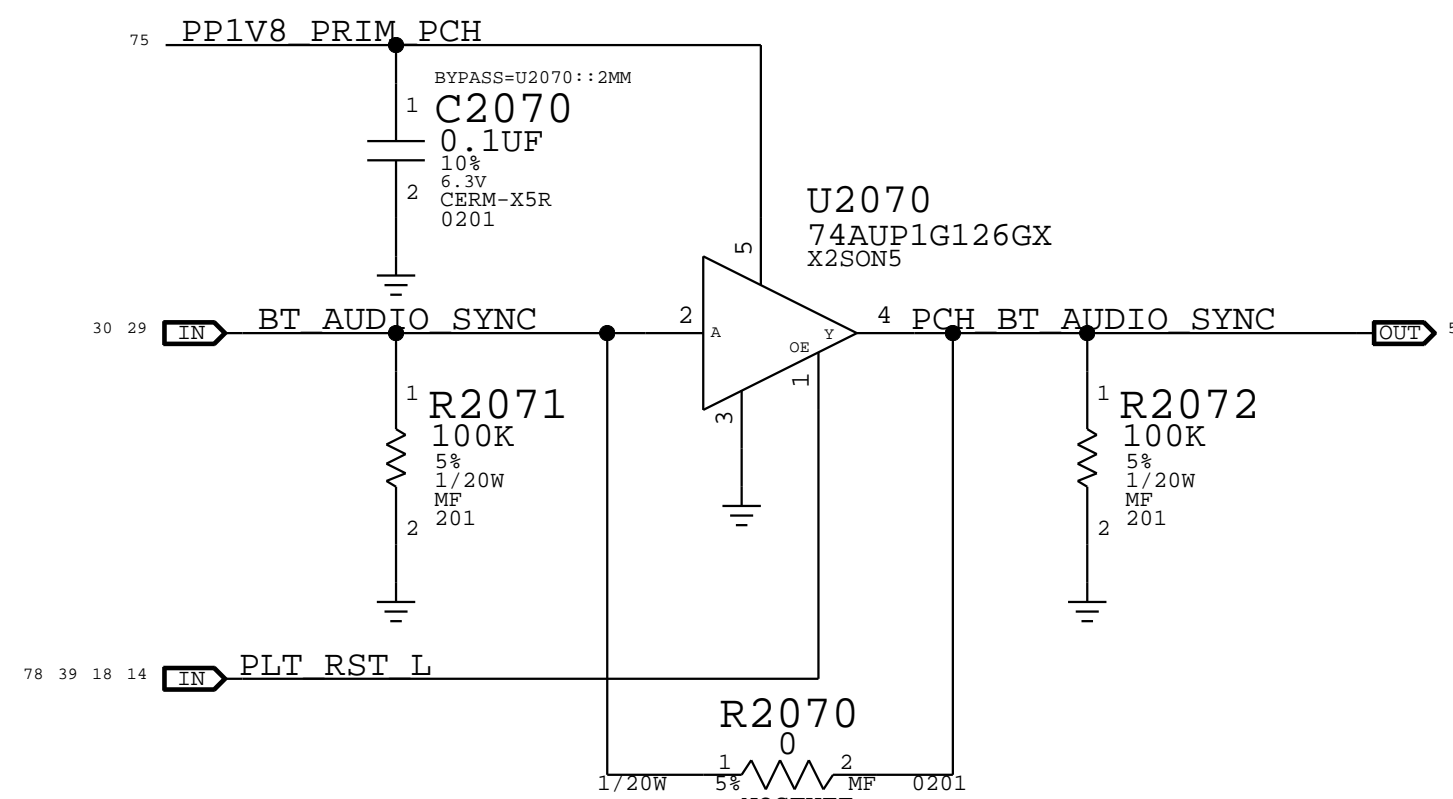 75 PP1V8_PRIM_PCH
BYPASS=U2070::2MM
1
C2070
0.1UF
10%
6.3V
2
CERM-X5R
0201
U2070
74AUP1G126GX
X2SON5
5
30 29 IN BT_AUDIO_SYNC
2
A
OE
Y
4
PCH_BT_AUDIO_SYNC
OUT
5
1
3
1
R2071
100K
5%
1/20W
MF
201
2
1
R2072
100K
5%
1/20W
MF
201
2
78 39 18 14 IN PLT_RST_L
R2070
0
1
2
1/20W
5%
MF
0201